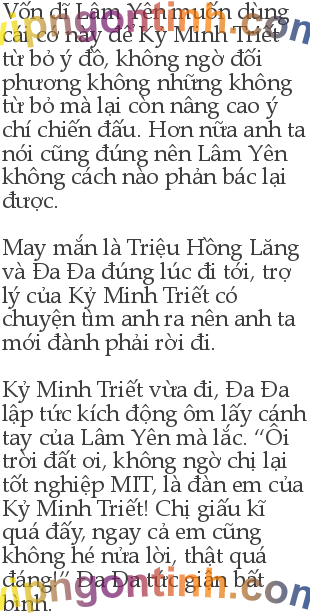 Vốn dĩ Lâm Yên muốn dùng
cái cớ này để Kỷ Minh Triết
từ bỏ ý đồ, không ngờ đối
phương không những không
từ bỏ mà lại còn nâng cao ý
chí chiến đấu. Hơn nữa anh ta
nói cũng đúng nên Lâm Yên
không cách nào phản bác lại
được.
May mắn là Triệu Hồng Lăng
và Đa Đa đúng lúc đi tới, trợ
lý của Kỷ Minh Triết có
chuyện tìm anh ra nên anh ta
mới đành phải rời đi.
Kỷ Minh Triết vừa đi, Đa Đa
lập tức kích động ôm lấy cánh
tay của Lâm Yên mà lắc. “Ôi
trời đất ơi, không ngờ chị lại
tốt nghiệp MIT, là đàn em của
Kỷ Minh Triết! Chị giấu kĩ
quá đấy, ngay cả em cũng
không hé nửa lời, thật quá
đáng!” Đa Đa tức giận bất
bình.
vipngontinh.com
vipngontinh.com